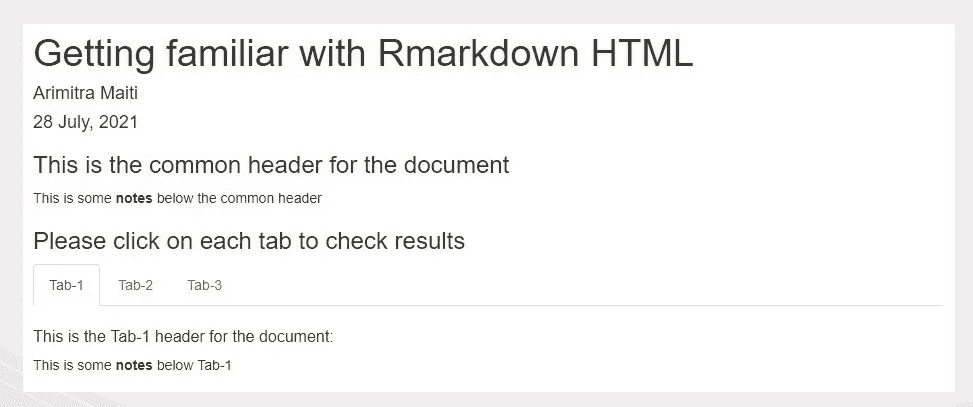 Getting familiar with Rmarkdown HTML
Arimitra Maiti
28 July, 2021
This is the common header for the document
This is some notes below the common header
Please click on each tab to check results
Tab-1 Tab-2 Tab-3
This is the Tab-1 header for the document:
This is some notes below Tab-1